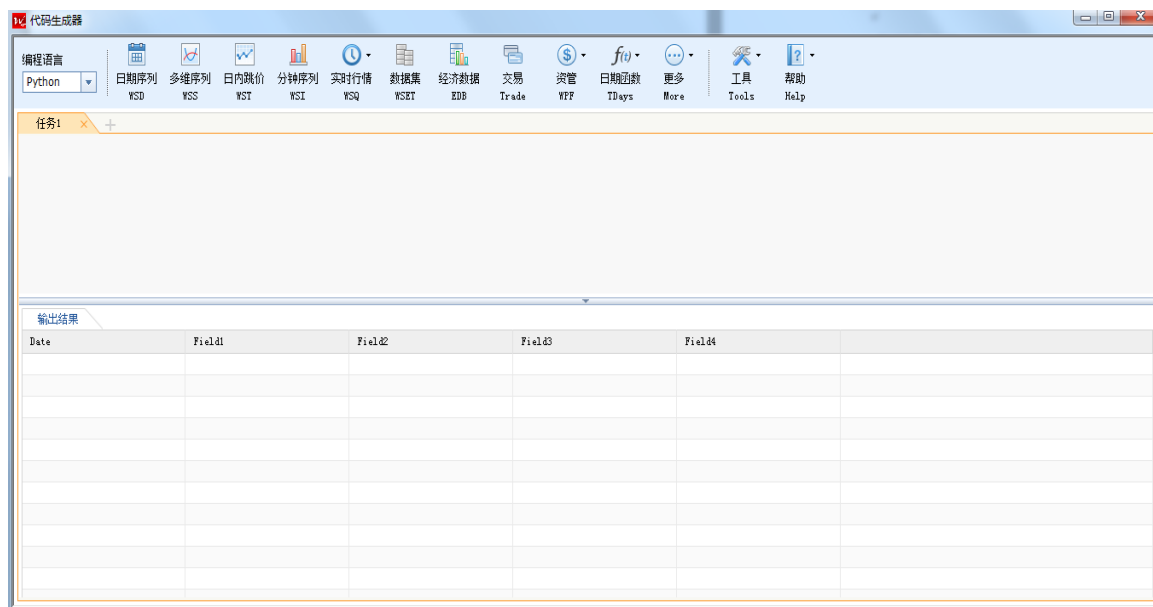 代码生成器
编程语言
Python
日期序列 多维序列 日内跳价 分钟序列 实时行情 数据集 经济数据 交易 资管 日期函数 更多 工具 帮助
WSD WSS WST WSI WSQ WSET EDB Trade WPF TDays More Tools Help
任务1
输出结果
Date Field1 Field2 Field3 Field4